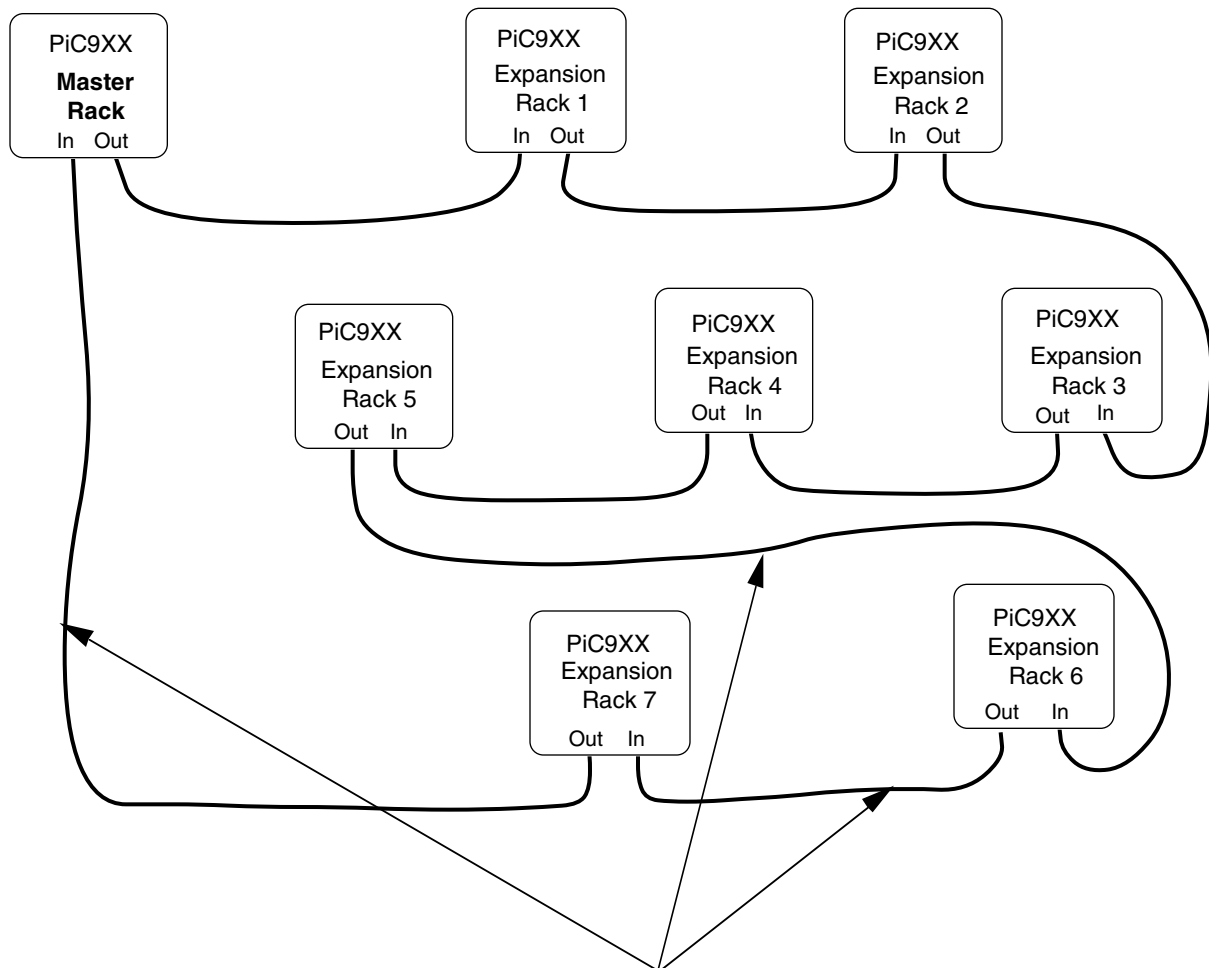 PiC9XX
Master
Rack
In Out
PiC9XX
Expansion
Rack 1
In Out
PiC9XX
Expansion
Rack 2
In Out
PiC9XX
Expansion
Rack 5
Out In
PiC9XX
Expansion
Rack 4
Out In
PiC9XX
Expansion
Rack 3
Out In
PiC9XX
Expansion
Rack 7
Out In
PiC9XX
Expansion
Rack 6
Out In